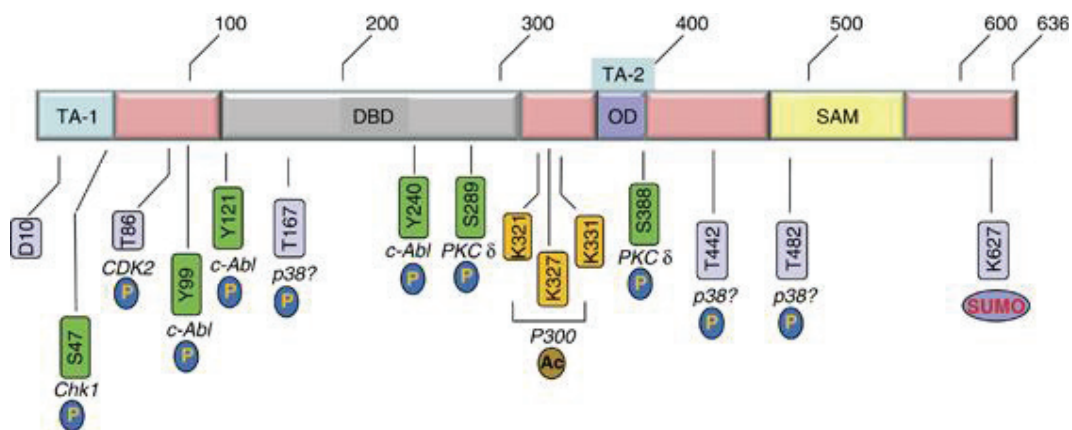 100 200 300 400 500 600 636
TA-2
TA-1 DBD OD SAM
D10
S47
Chk1
P
T86
CDK2
P
Y99
c-Abl
P
Y121
c-Abl
P
T167
p38?
P
Y240
c-Abl
P
S289
PKC δ
P
K321
K327
K331
P300
Ac
S388
PKC δ
P
T442
p38?
P
T482
p38?
P
K627
SUMO